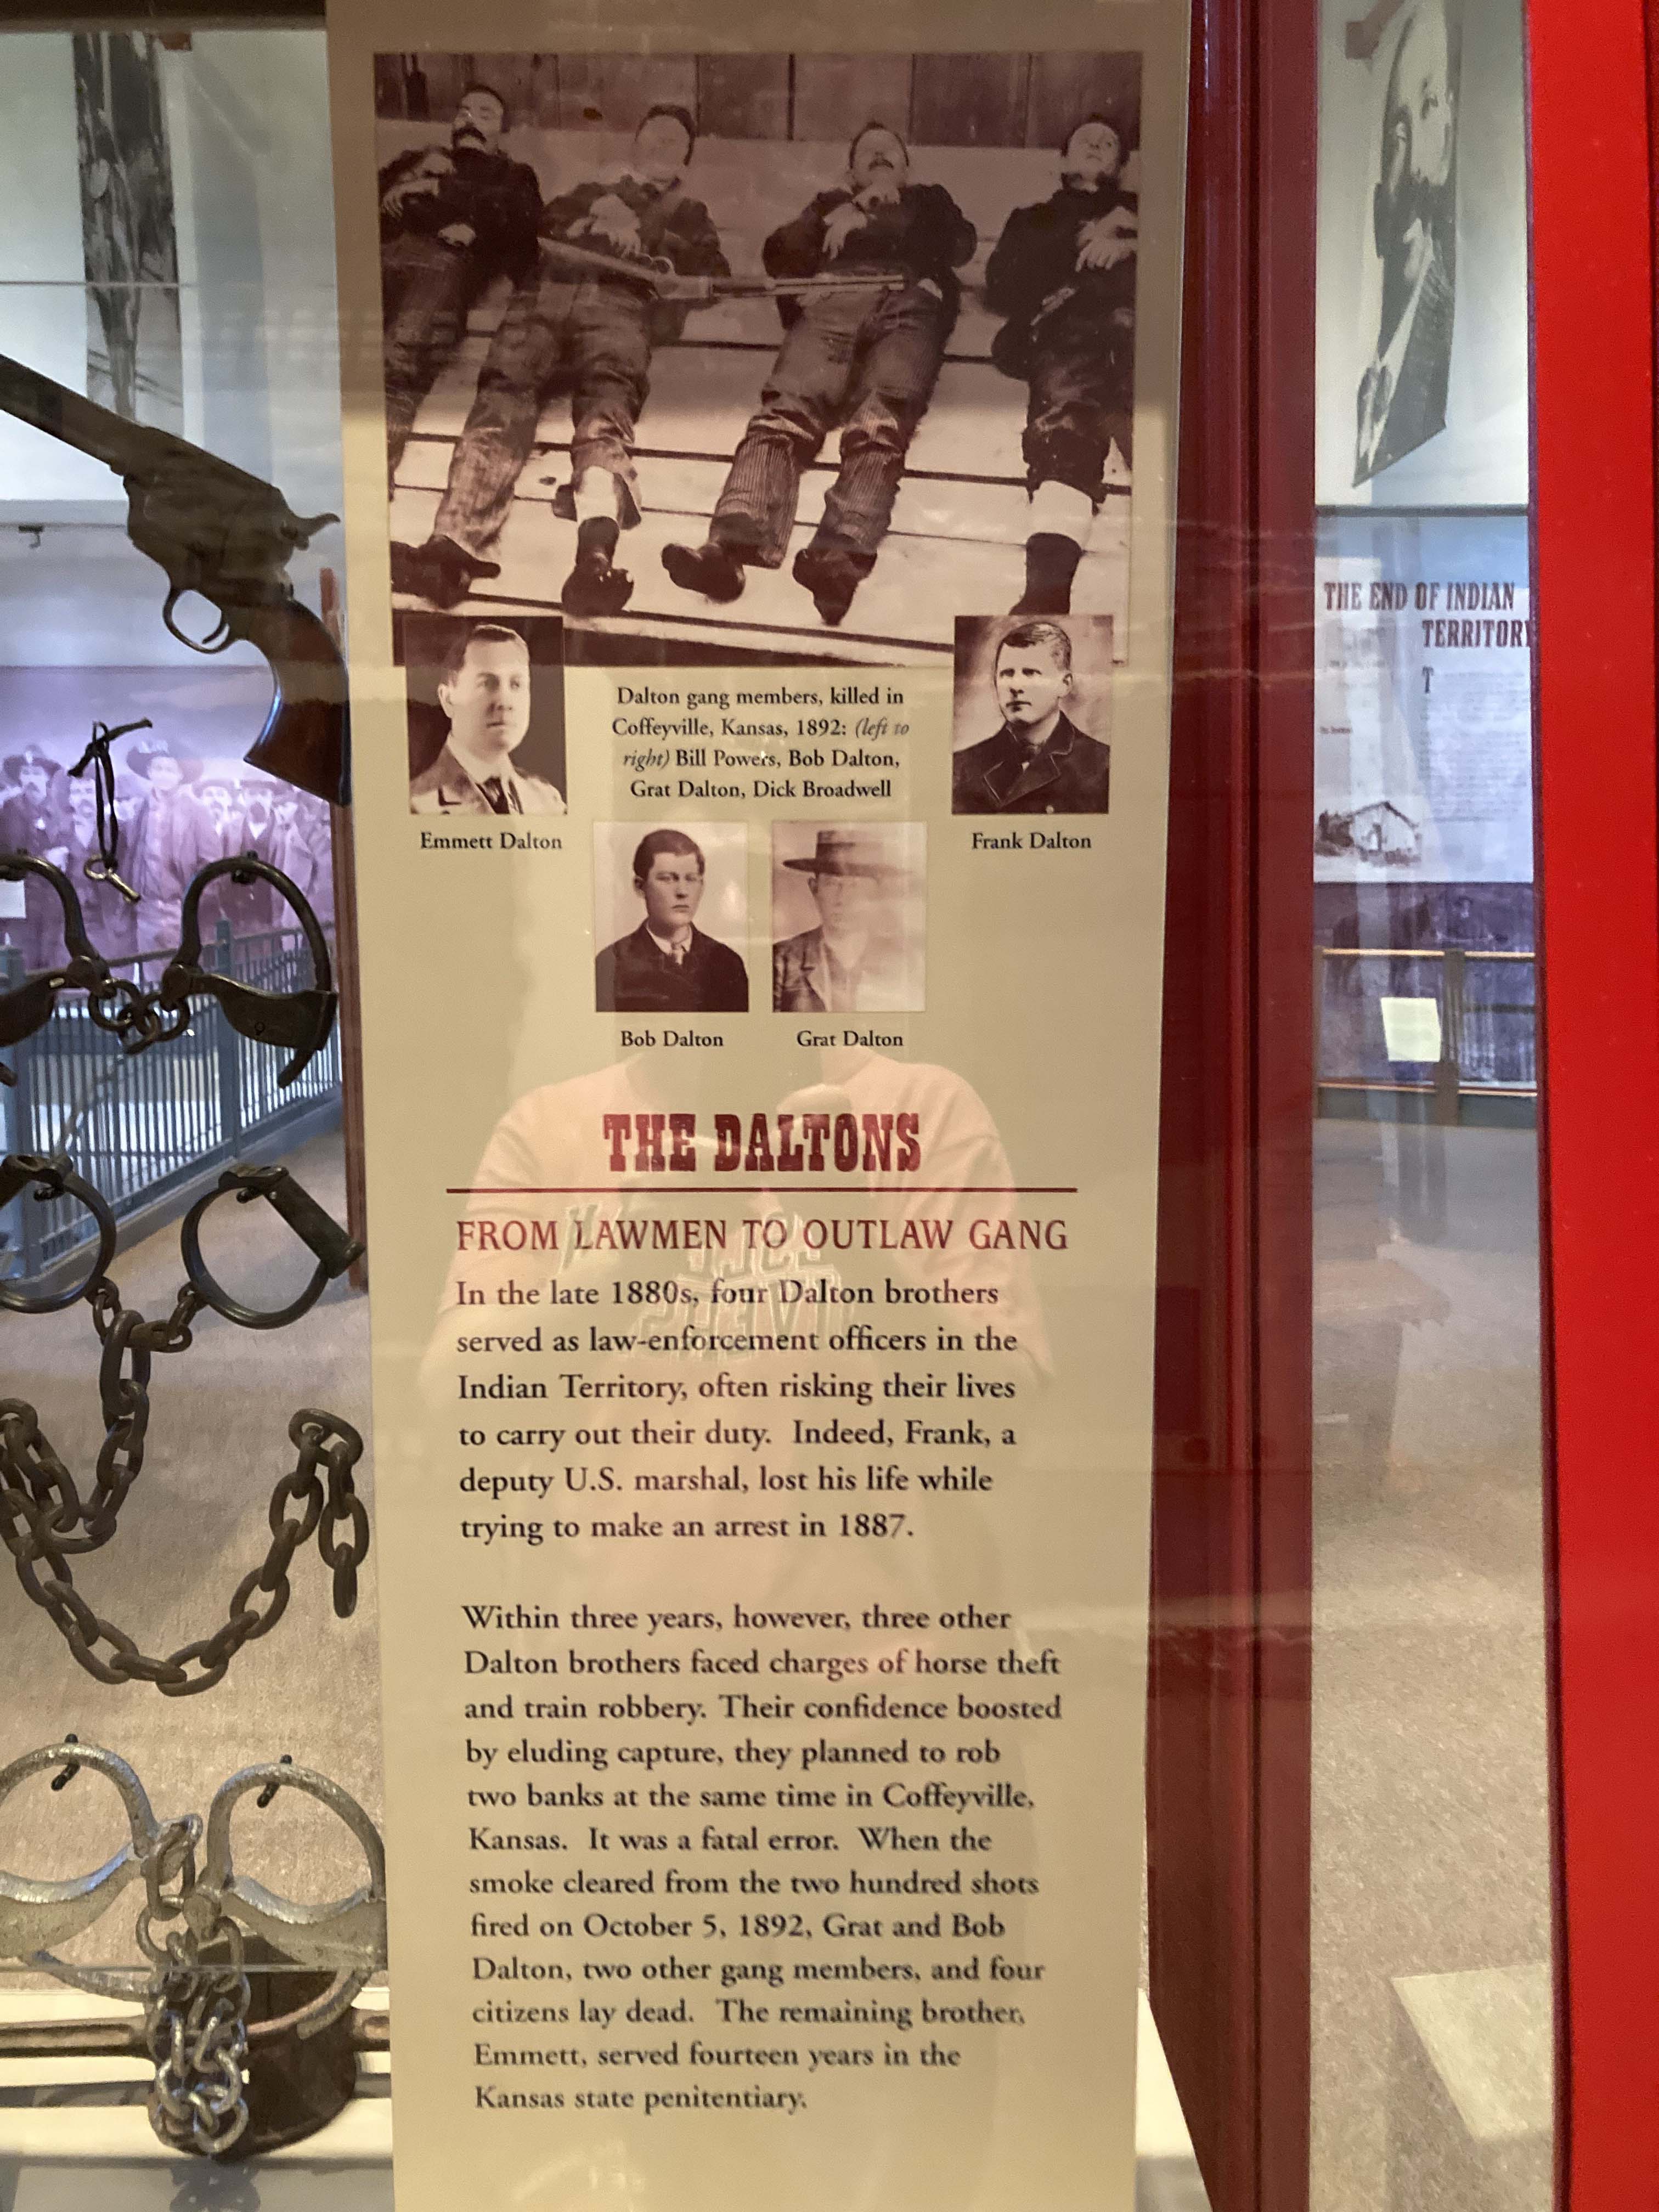 Dalton gang members, killed in
Coffeyville, Kansas, 1892: (left to
right) Bill Powers, Bob Dalton,
Grat Dalton, Dick Broadwell
Emmett Dalton
Frank Dalton
Bob Dalton
Grat Dalton
THE DALTONS
FROM LAWMEN TO OUTLAW GANG
In the late 1880s, four Dalton brothers
served as law-enforcement officers in the
Indian Territory, often risking their lives
to carry out their duty. Indeed, Frank, a
deputy U.S. marshal, lost his life while
trying to make an arrest in 1887.
Within three years, however, three other
Dalton brothers faced charges of horse theft
and train robbery. Their confidence boosted
by eluding capture, they planned to rob
two banks at the same time in Coffeyville,
Kansas. It was a fatal error. When the
smoke cleared from the two hundred shots
fired on October 5, 1892, Grat and Bob
Dalton, two other gang members, and four
citizens lay dead. The remaining brother,
Emmett, served fourteen years in the
Kansas state penitentiary.
THE END OF INDIAN
TERRITORY
T